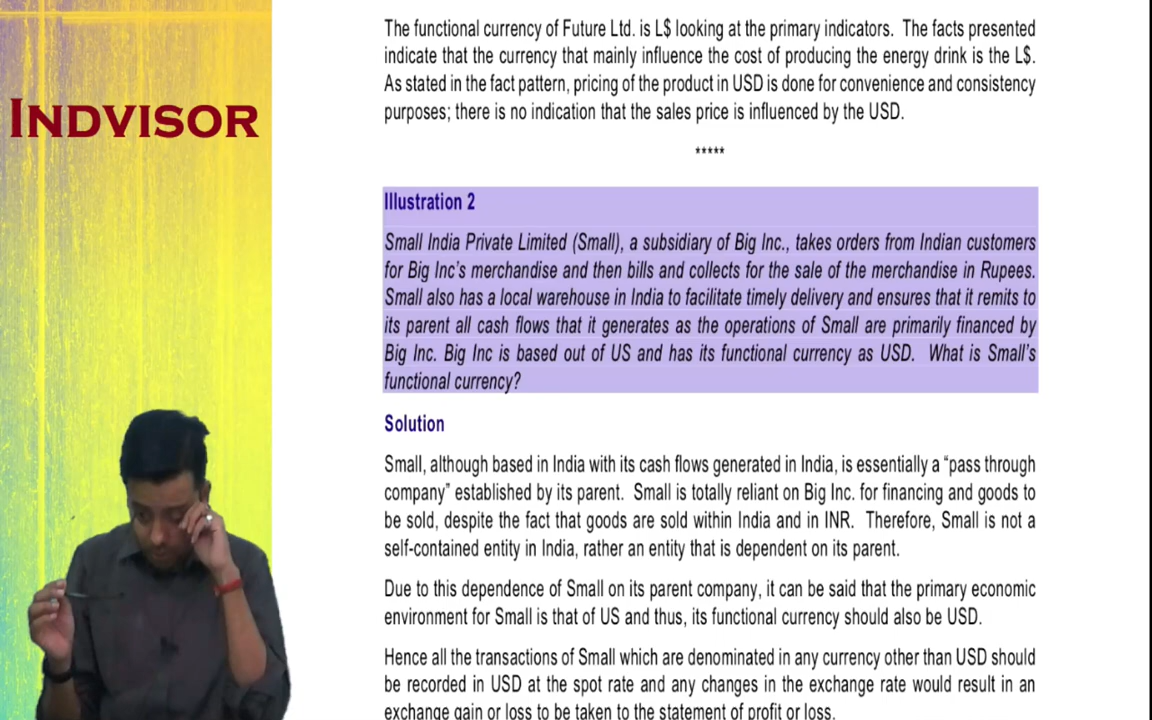 The functional currency of Future Ltd. is L$ looking at the primary indicators. The facts presented
indicate that the currency that mainly influence the cost of producing the energy drink is the L$.
As stated in the fact pattern, pricing of the product in USD is done for convenience and consistency
purposes; there is no indication that the sales price is influenced by the USD.
*****
INDVISOR
Illustration 2
Small India Private Limited (Small), a subsidiary of Big Inc., takes orders from Indian customers
for Big Inc's merchandise and then bills and collects for the sale of the merchandise in Rupees.
Small also has a local warehouse in India to facilitate timely delivery and ensures that it remits to
its parent all cash flows that it generates as the operations of Small are primarily financed by
Big Inc. Big Inc is based out of US and has its functional currency as USD. What is Small's
functional currency?
Solution
Small, although based in India with its cash flows generated in India, is essentially a “pass through
company” established by its parent. Small is totally reliant on Big Inc. for financing and goods to
be sold, despite the fact that goods are sold within India and in INR. Therefore, Small is not a
self-contained entity in India, rather an entity that is dependent on its parent.
Due to this dependence of Small on its parent company, it can be said that the primary economic
environment for Small is that of US and thus, its functional currency should also be USD.
Hence all the transactions of Small which are denominated in any currency other than USD should
be recorded in USD at the spot rate and any changes in the exchange rate would result in an
exchange gain or loss to be taken to the statement of profit or loss.